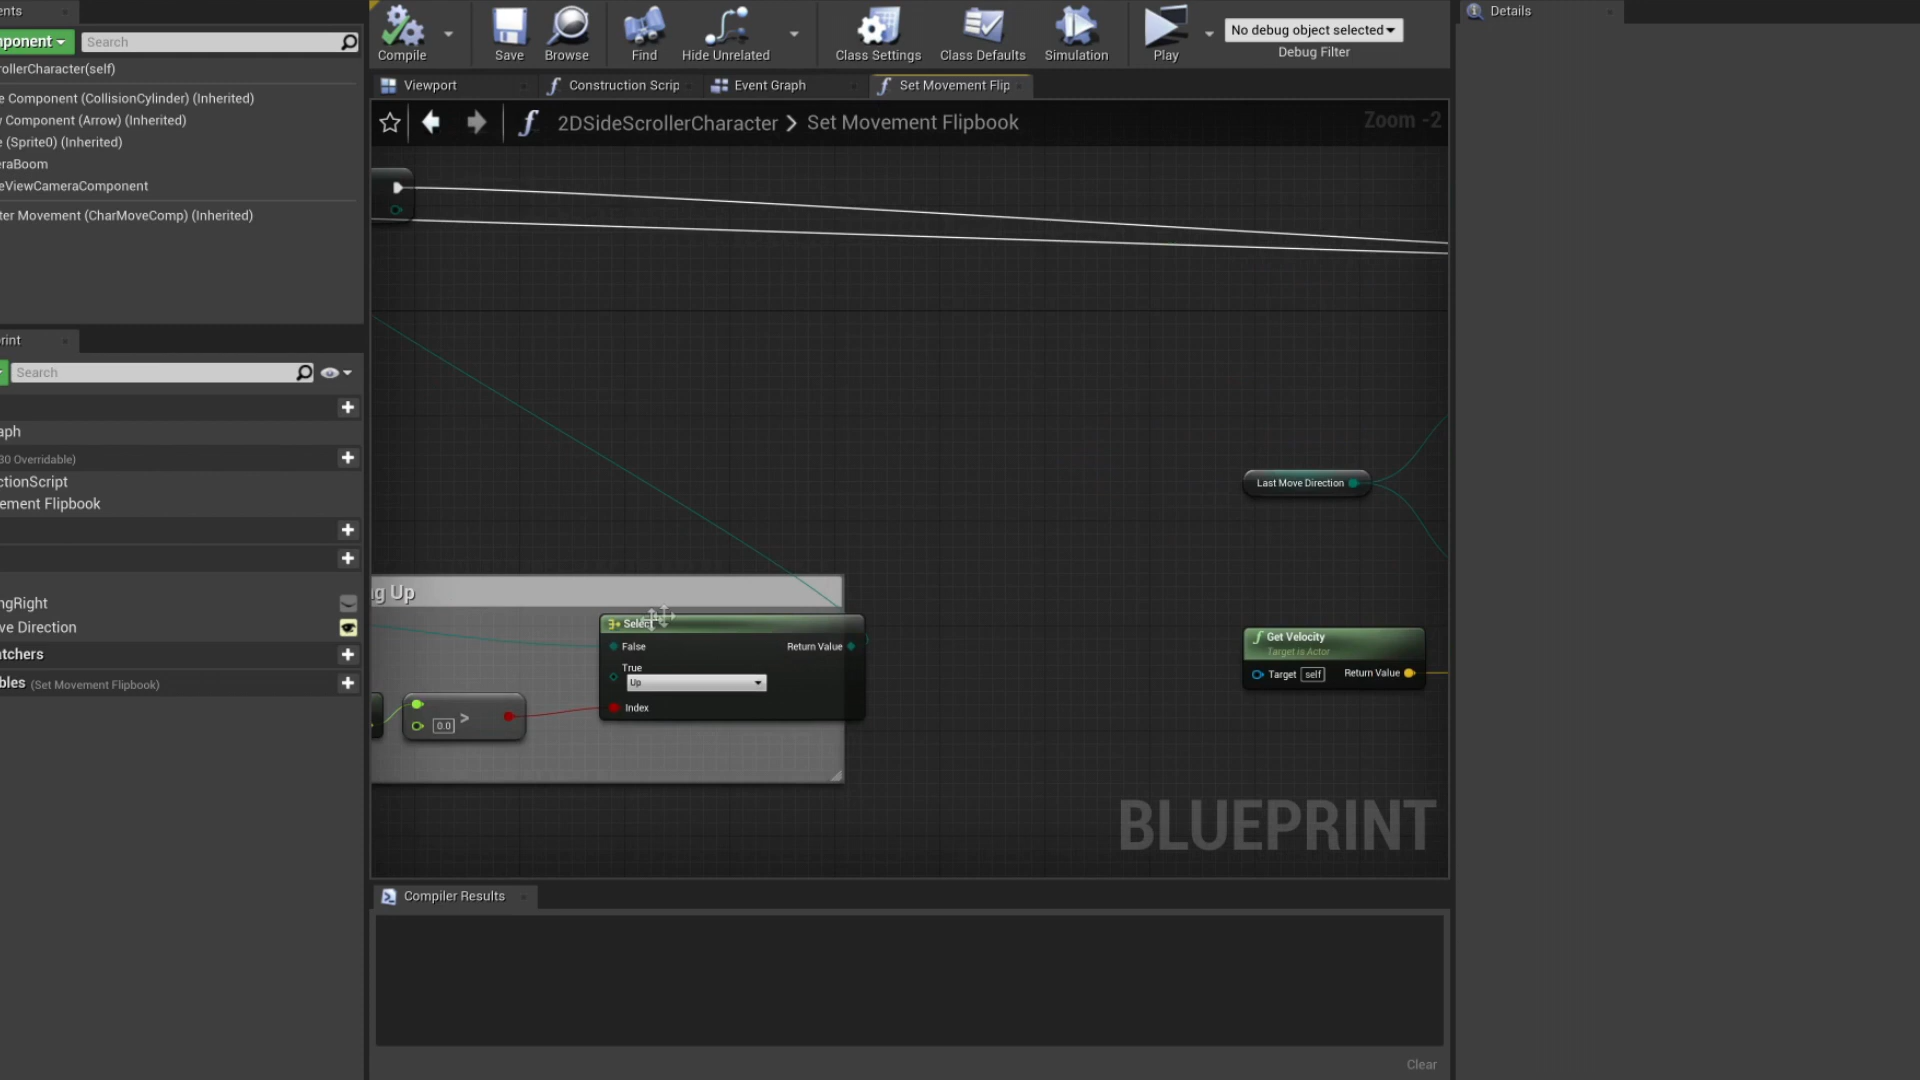 ents
Compile
Save
Browse
Find
Hide Unrelated
Class Settings
Class Defaults
Simulation
Play
No debug object selected
Debug Filter
Details
ponent
Search
rollerCharacter(self)
e Component (CollisionCylinder) (Inherited)
v Component (Arrow) (Inherited)
e (Sprite0) (Inherited)
eraBoom
eViewCameraComponent
ter Movement (CharMoveComp) (Inherited)
Viewport
Construction Scrip
Event Graph
Set Movement Flip
2DSideScrollerCharacter > Set Movement Flipbook
Zoom -2
rint
Search
aph
30 Overridable)
ctionScript
ement Flipbook
ngRight
ve Direction
tchers
bles (Set Movement Flipbook)
Last Move Direction
g Up
Select
False
Return Value
True
Up
Index
0.0
>
Get Velocity
Target is Actor
Target self
Return Value
BLUEPRINT
Compiler Results
Clear